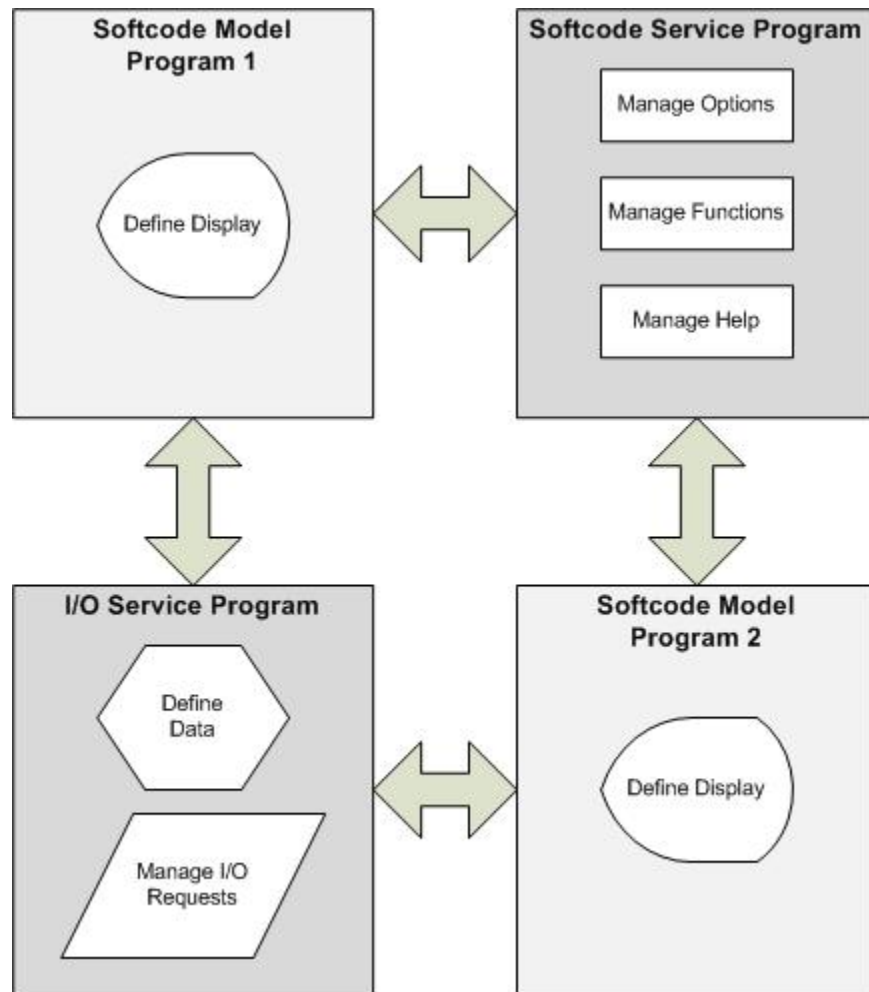 Softcode Model
Program 1
Define Display
Softcode Service Program
Manage Options
Manage Functions
Manage Help
I/O Service Program
Define
Data
Manage I/O
Requests
Softcode Model
Program 2
Define Display